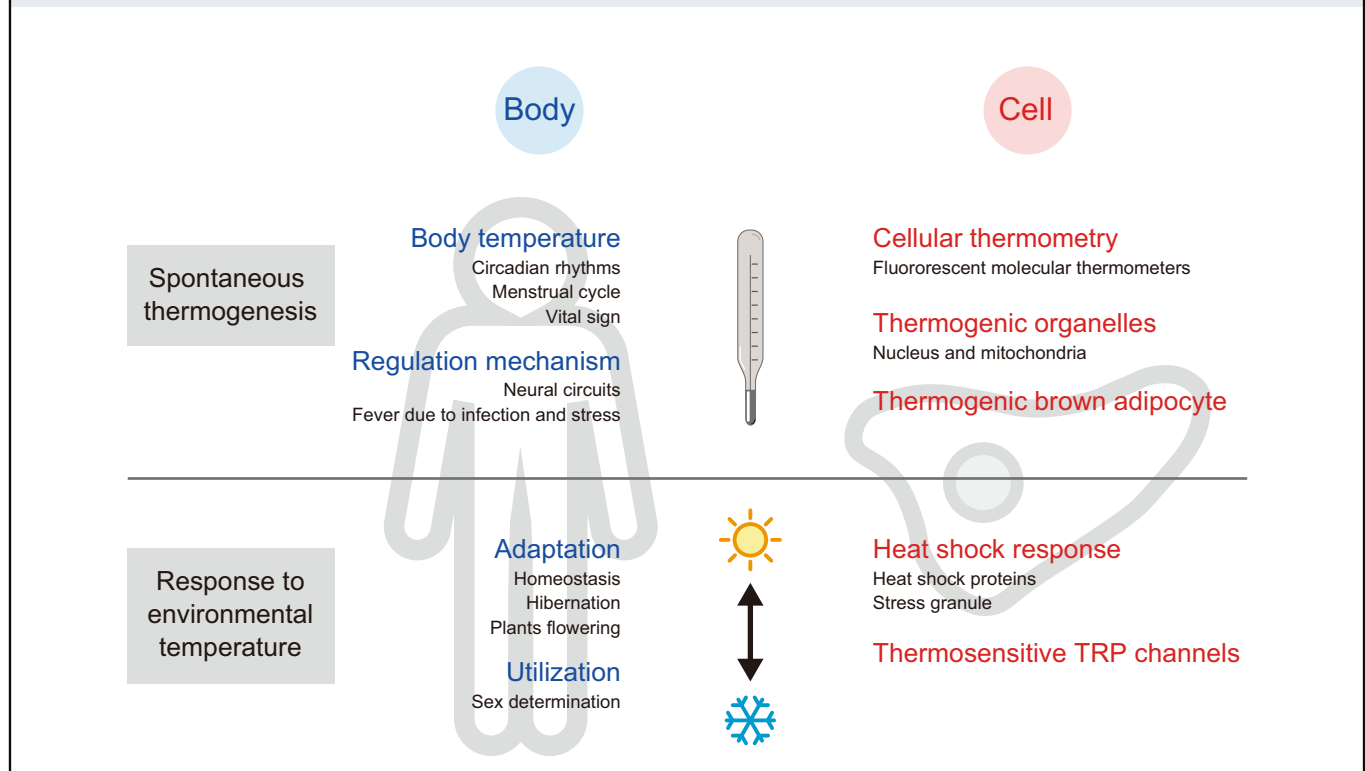 Body
Cell
Spontaneous
thermogenesis
Body temperature
Circadian rhythms
Menstrual cycle
Vital sign
Regulation mechanism
Neural circuits
Fever due to infection and stress
Cellular thermometry
Fluororescent molecular thermometers
Thermogenic organelles
Nucleus and mitochondria
Thermogenic brown adipocyte
Response to
environmental
temperature
Adaptation
Homeostasis
Hibernation
Plants flowering
Utilization
Sex determination
Heat shock response
Heat shock proteins
Stress granule
Thermosensitive TRP channels